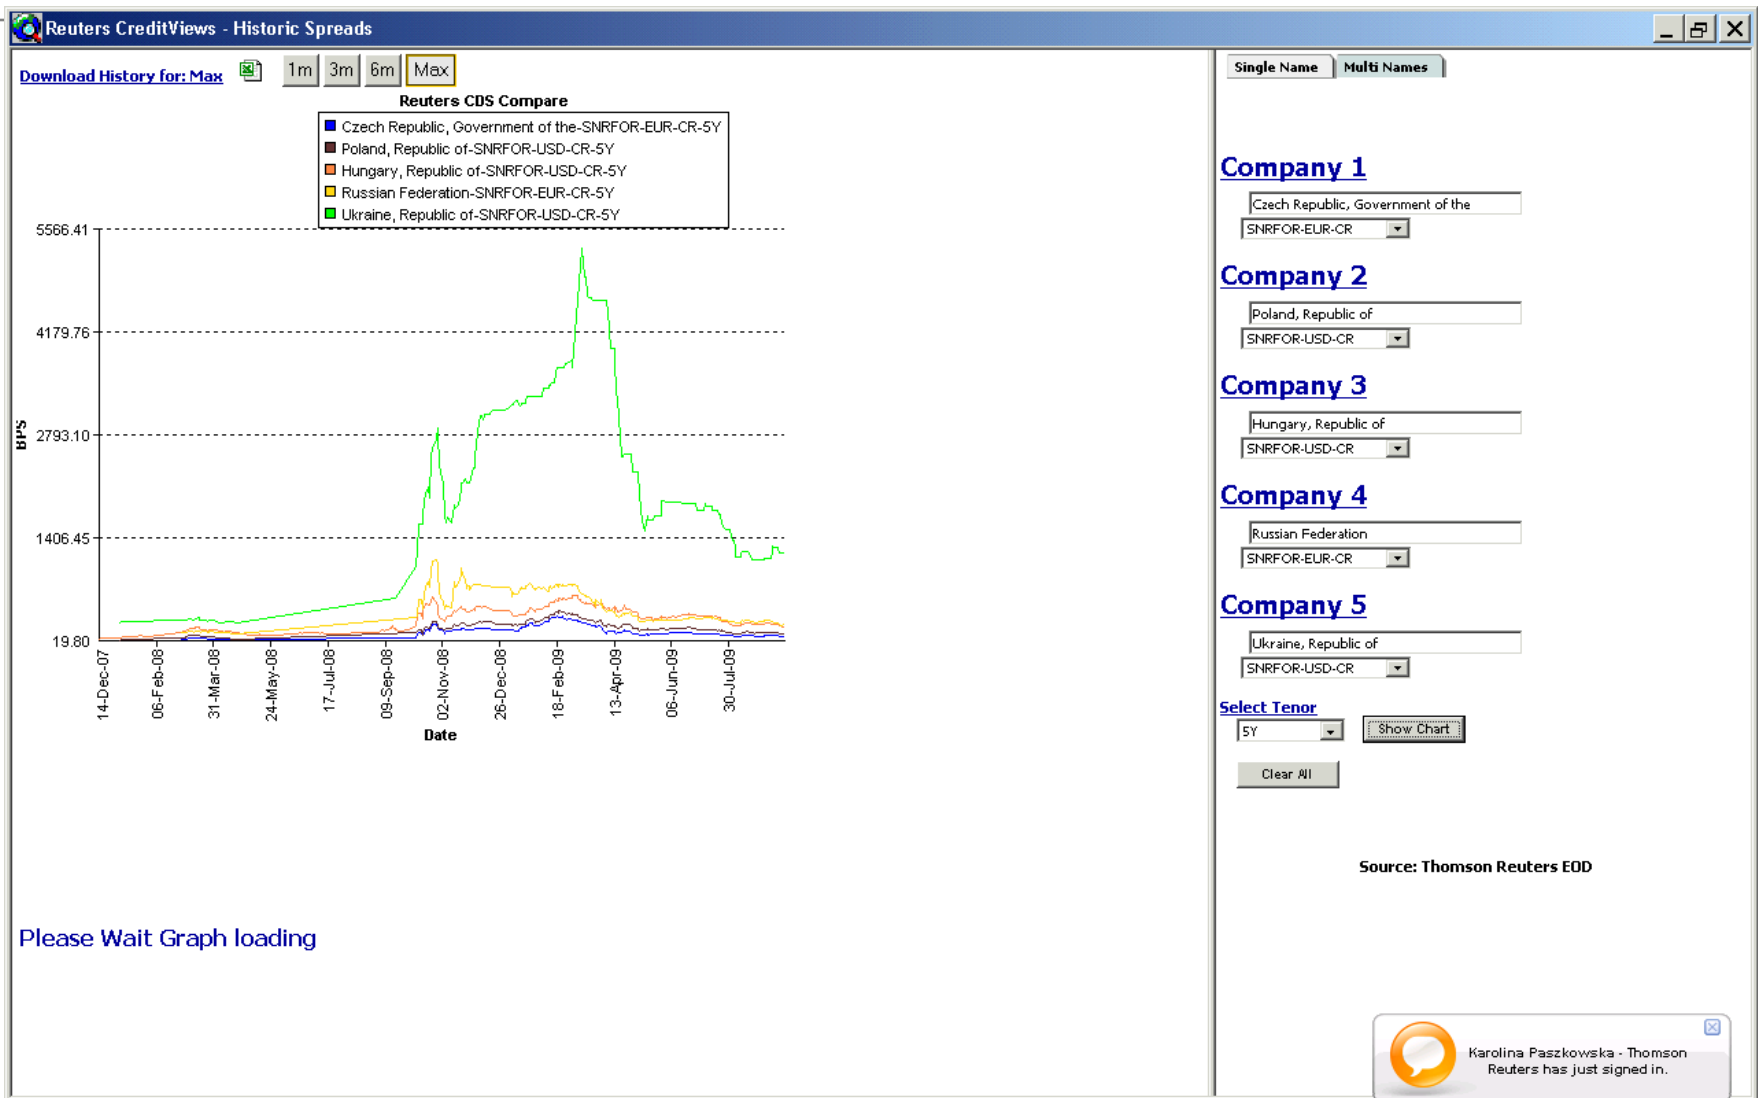 Reuters CreditViews - Historic Spreads
Download History for: Max
1m 3m 6m Max
Reuters CDS Compare
Czech Republic, Government of the-SNRFOR-EUR-CR-5Y
Poland, Republic of-SNRFOR-USD-CR-5Y
Hungary, Republic of-SNRFOR-USD-CR-5Y
Russian Federation-SNRFOR-EUR-CR-5Y
Ukraine, Republic of-SNRFOR-USD-CR-5Y
5566.41
4179.76
2793.10
1406.45
19.80
BPS
14-Dec-07
06-Feb-08
31-Mar-08
24-May-08
17-Jul-08
09-Sep-08
02-Nov-08
26-Dec-08
18-Feb-09
13-Apr-09
06-Jun-09
30-Jul-09
Date
Please Wait Graph loading
Single Name Multi Names
Company 1
Czech Republic, Government of the
SNRFOR-EUR-CR
Company 2
Poland, Republic of
SNRFOR-USD-CR
Company 3
Hungary, Republic of
SNRFOR-USD-CR
Company 4
Russian Federation
SNRFOR-EUR-CR
Company 5
Ukraine, Republic of
SNRFOR-USD-CR
Select Tenor
5Y Show Chart
Clear All
Source: Thomson Reuters EOD
Karolina Paszkowska - Thomson
Reuters has just signed in.